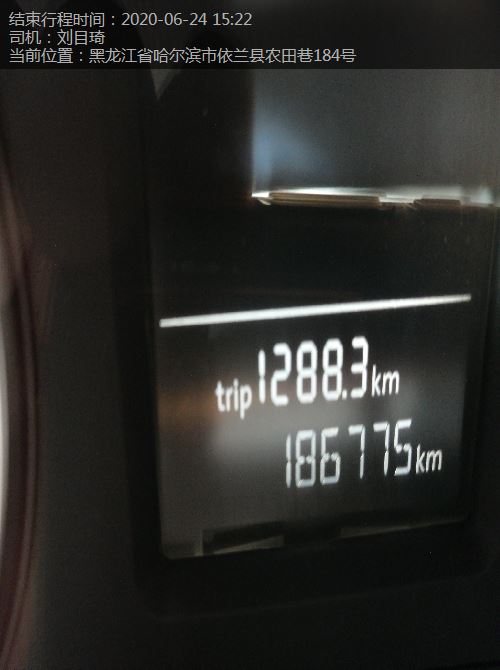 结束行程时间：2020-06-24 15:22
司机：刘目琦
当前位置：黑龙江省哈尔滨市依兰县农田巷184号
trip 1288.3 km
186775 km